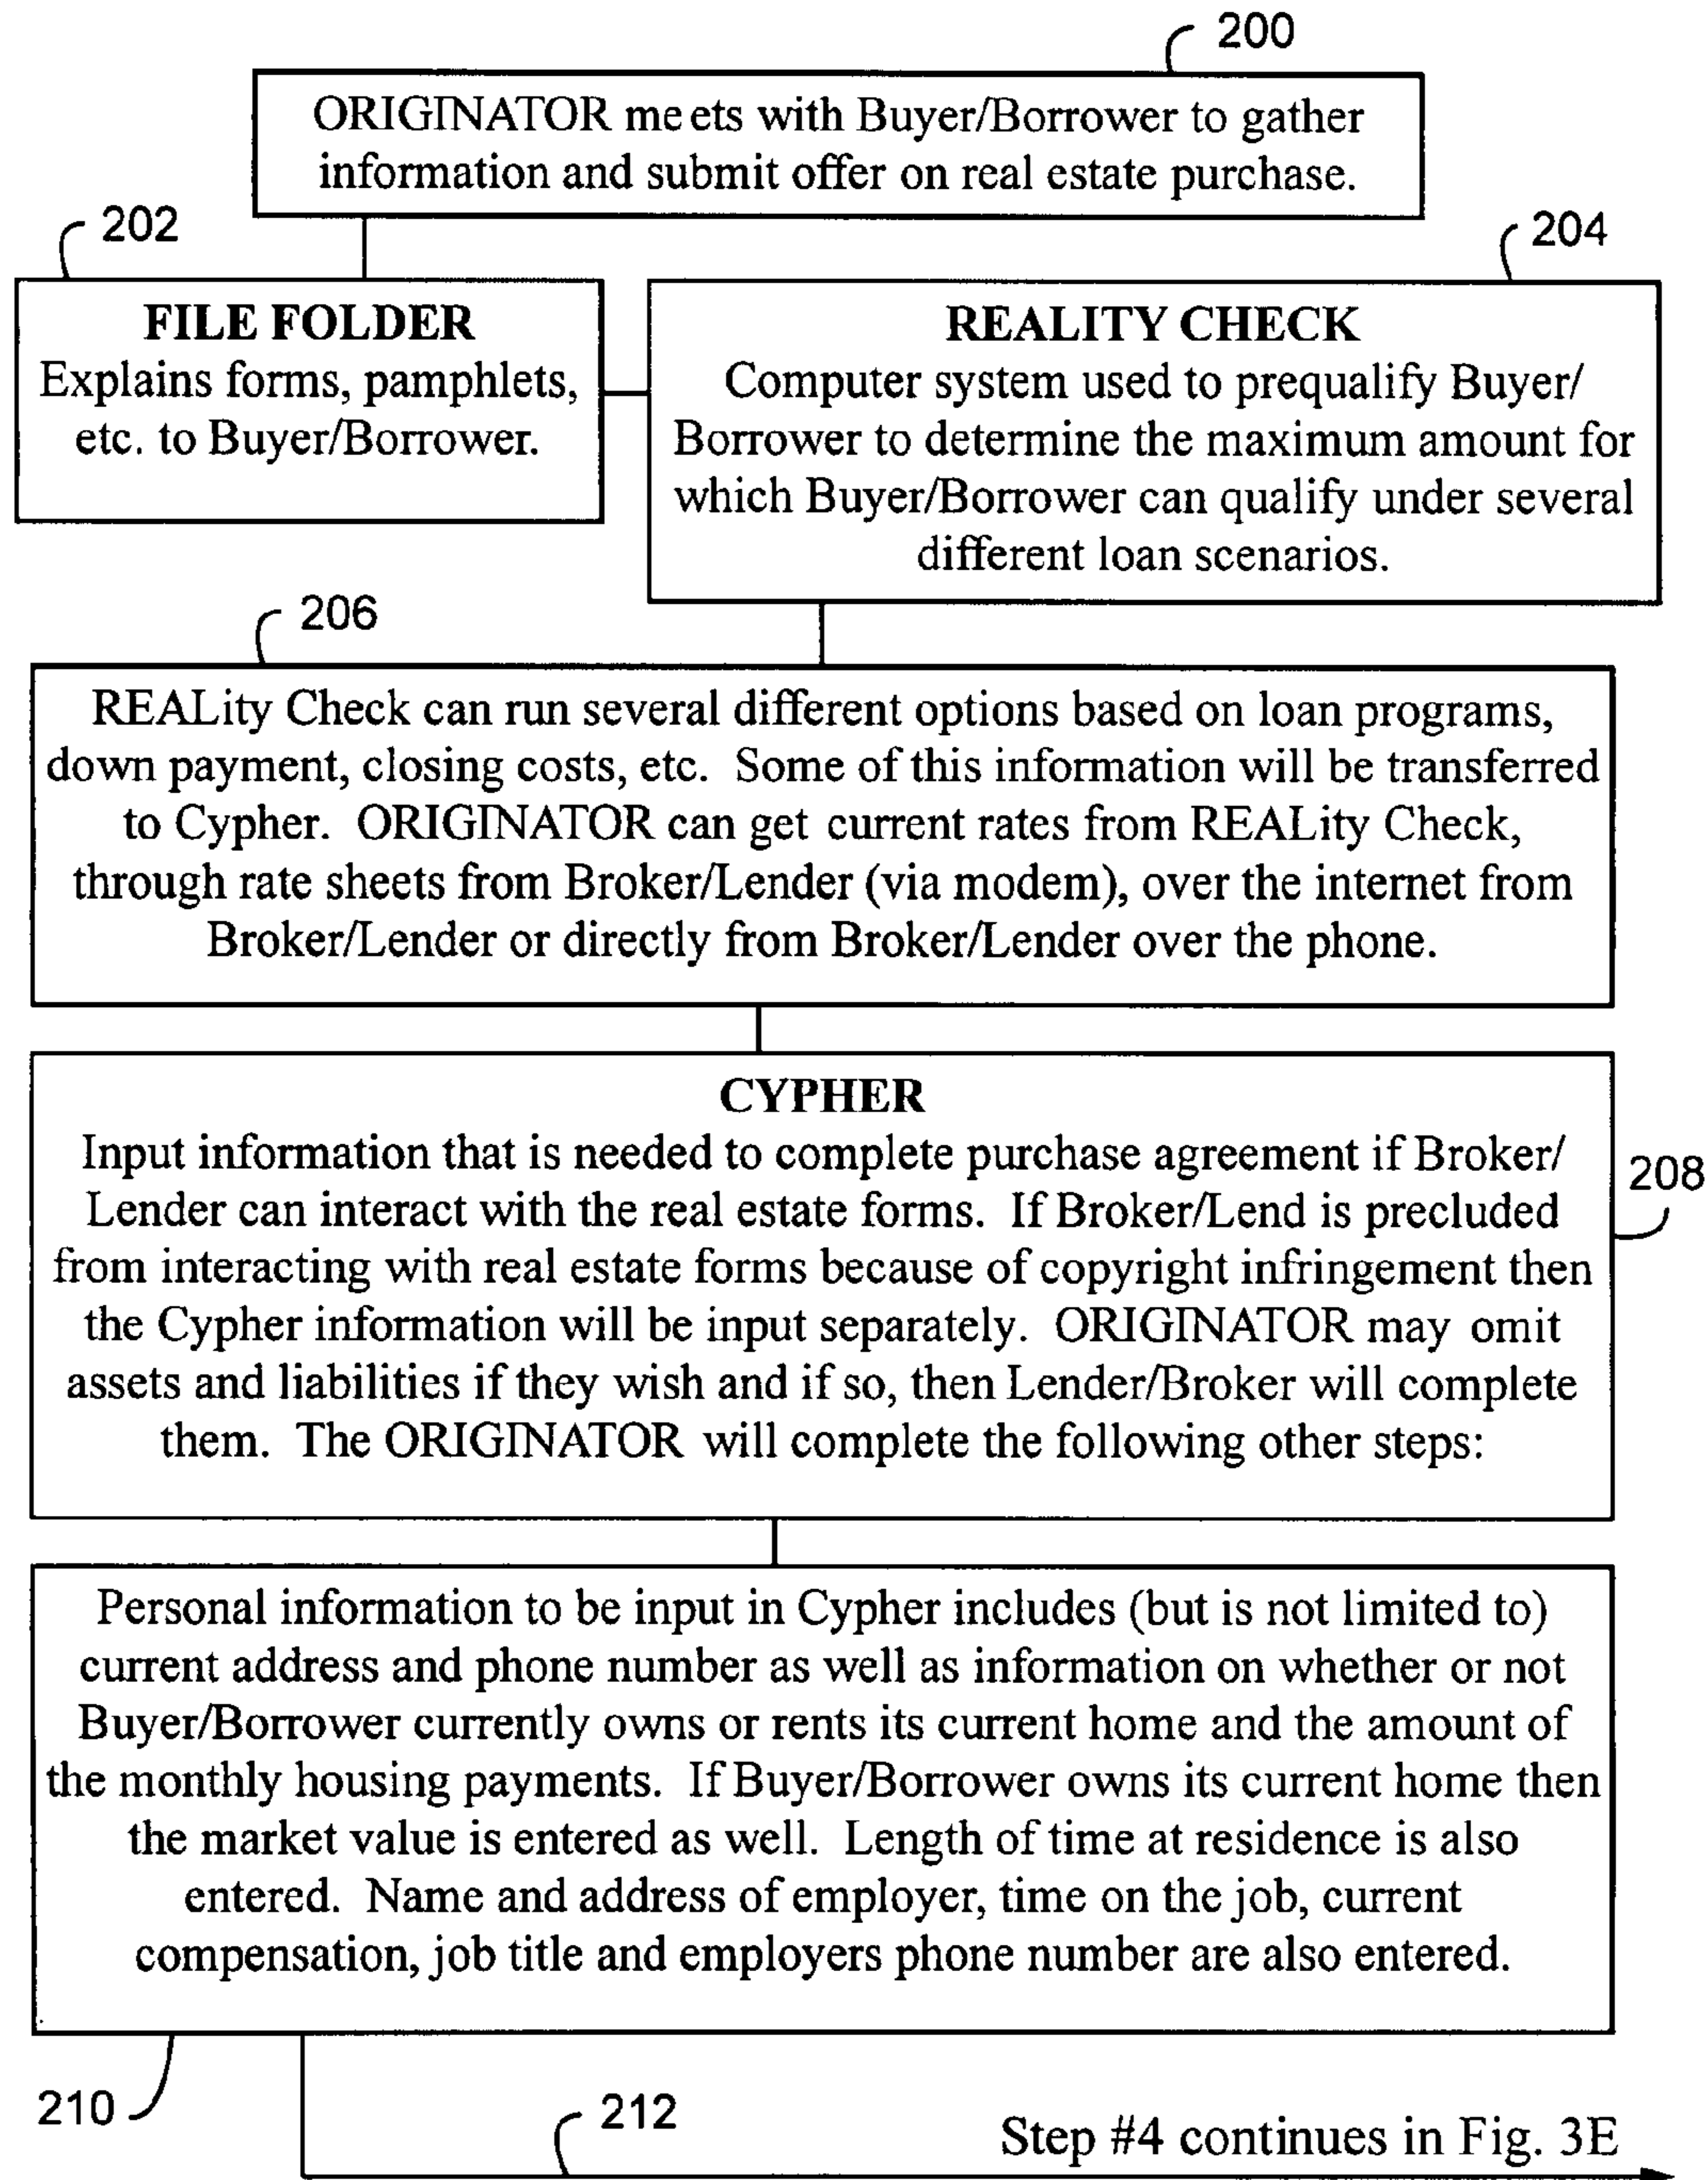 200
ORIGINATOR meets with Buyer/Borrower to gather
information and submit offer on real estate purchase.
202
204
FILE FOLDER
Explains forms, pamphlets,
etc. to Buyer/Borrower.
REALITY CHECK
Computer system used to prequalify Buyer/
Borrower to determine the maximum amount for
which Buyer/Borrower can qualify under several
different loan scenarios.
206
REALity Check can run several different options based on loan programs,
down payment, closing costs, etc. Some of this information will be transferred
to Cypher. ORIGINATOR can get current rates from REALity Check,
through rate sheets from Broker/Lender (via modem), over the internet from
Broker/Lender or directly from Broker/Lender over the phone.
CYPHER
Input information that is needed to complete purchase agreement if Broker/
Lender can interact with the real estate forms. If Broker/Lend is precluded
from interacting with real estate forms because of copyright infringement then
the Cypher information will be input separately. ORIGINATOR may omit
assets and liabilities if they wish and if so, then Lender/Broker will complete
them. The ORIGINATOR will complete the following other steps:
208
Personal information to be input in Cypher includes (but is not limited to)
current address and phone number as well as information on whether or not
Buyer/Borrower currently owns or rents its current home and the amount of
the monthly housing payments. If Buyer/Borrower owns its current home then
the market value is entered as well. Length of time at residence is also
entered. Name and address of employer, time on the job, current
compensation, job title and employers phone number are also entered.
210
212
Step #4 continues in Fig. 3E